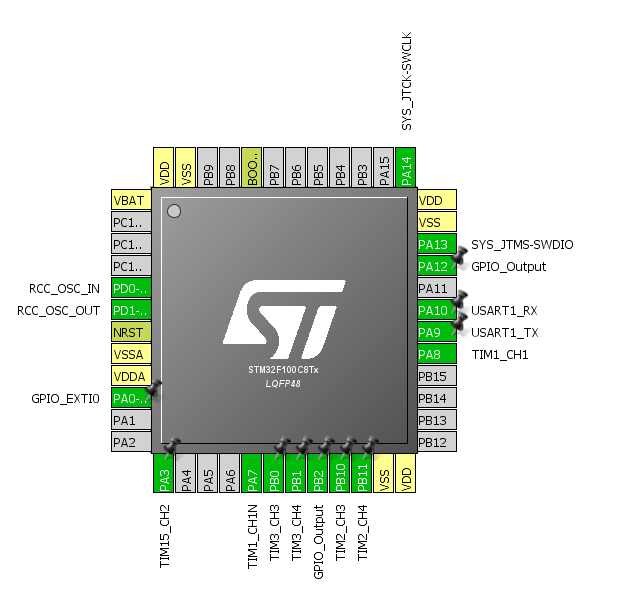 SYS_JTCK-SWCLK
VDD
VSS
PB9
PB8
BOO..
PB7
PB6
PB5
PB4
PB3
PA15
PA14
VBAT
PC1..
PC1..
PC1..
RCC_OSC_IN PD0-..
RCC_OSC_OUT PD1-..
NRST
VSSA
VDDA
GPIO_EXTI0 PA0-..
PA1
PA2
STM32F100C8Tx
LQFP48
VDD
VSS
PA13 SYS_JTMS-SWDIO
PA12 GPIO_Output
PA11
PA10 USART1_RX
PA9 USART1_TX
PA8 TIM1_CH1
PB15
PB14
PB13
PB12
PA3
PA4
PA5
PA6
PA7
PB0
PB1
PB2
PB10
PB11
VSS
VDD
TIM15_CH2
TIM1_CH1N
TIM3_CH3
TIM3_CH4
GPIO_Output
TIM2_CH3
TIM2_CH4